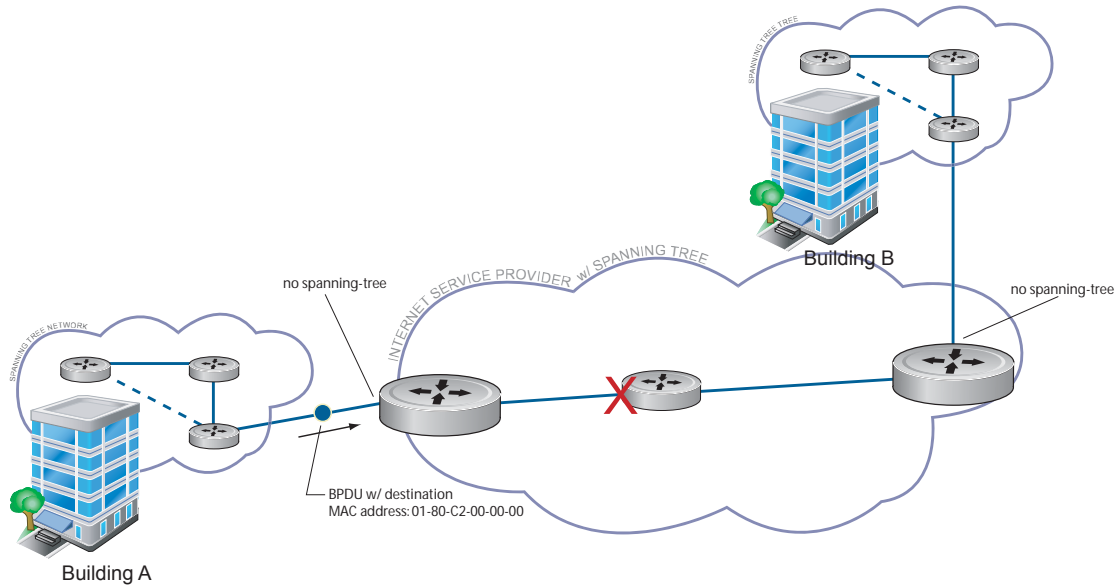 SPANNING TREE TREE
Building B
INTERNET SERVICE PROVIDER w/ SPANNING TREE
no spanning-tree
no spanning-tree
SPANNING TREE NETWORK
BPDU w/ destination
MAC address: 01-80-C2-00-00-00
Building A